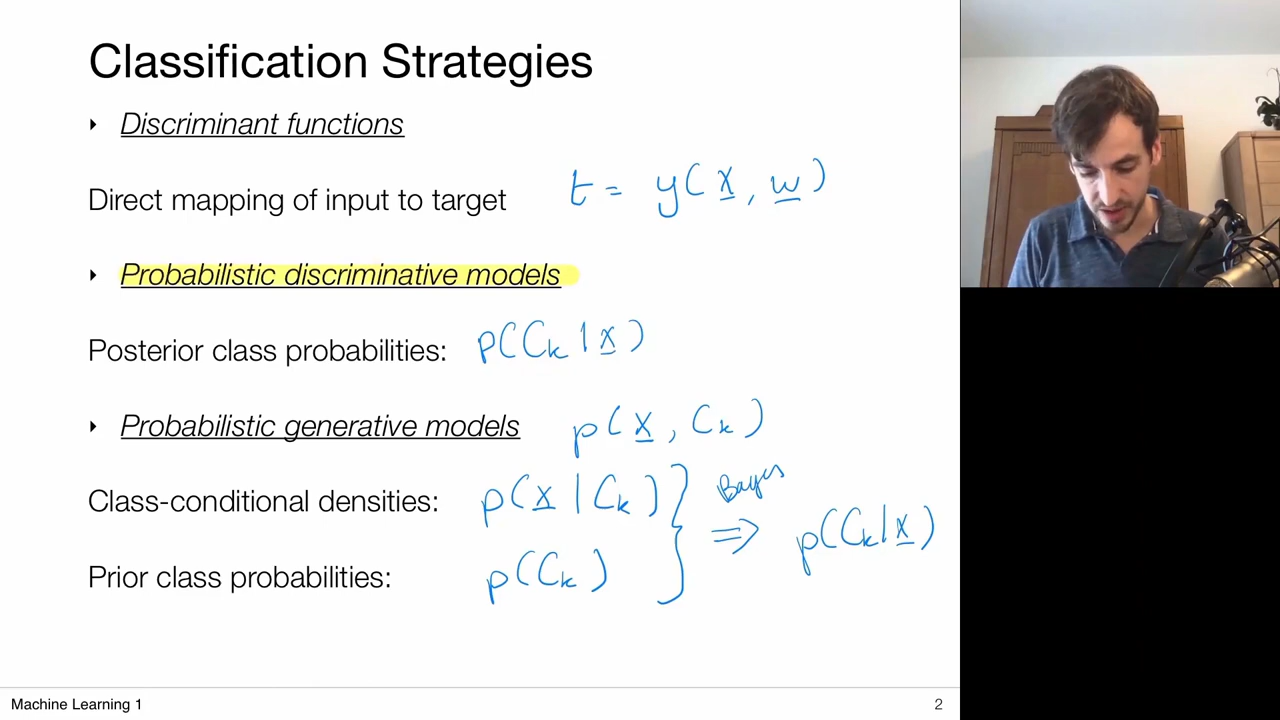 Classification Strategies
‣ Discriminant functions
Direct mapping of input to target t = y(x, w)
‣ Probabilistic discriminative models
Posterior class probabilities: p(Cₖ|x)
‣ Probabilistic generative models p(x, Cₖ)
Class-conditional densities: p(x|Cₖ) } Bayes ⇒ p(Cₖ|x)
Prior class probabilities: p(Cₖ)
Machine Learning 1 2